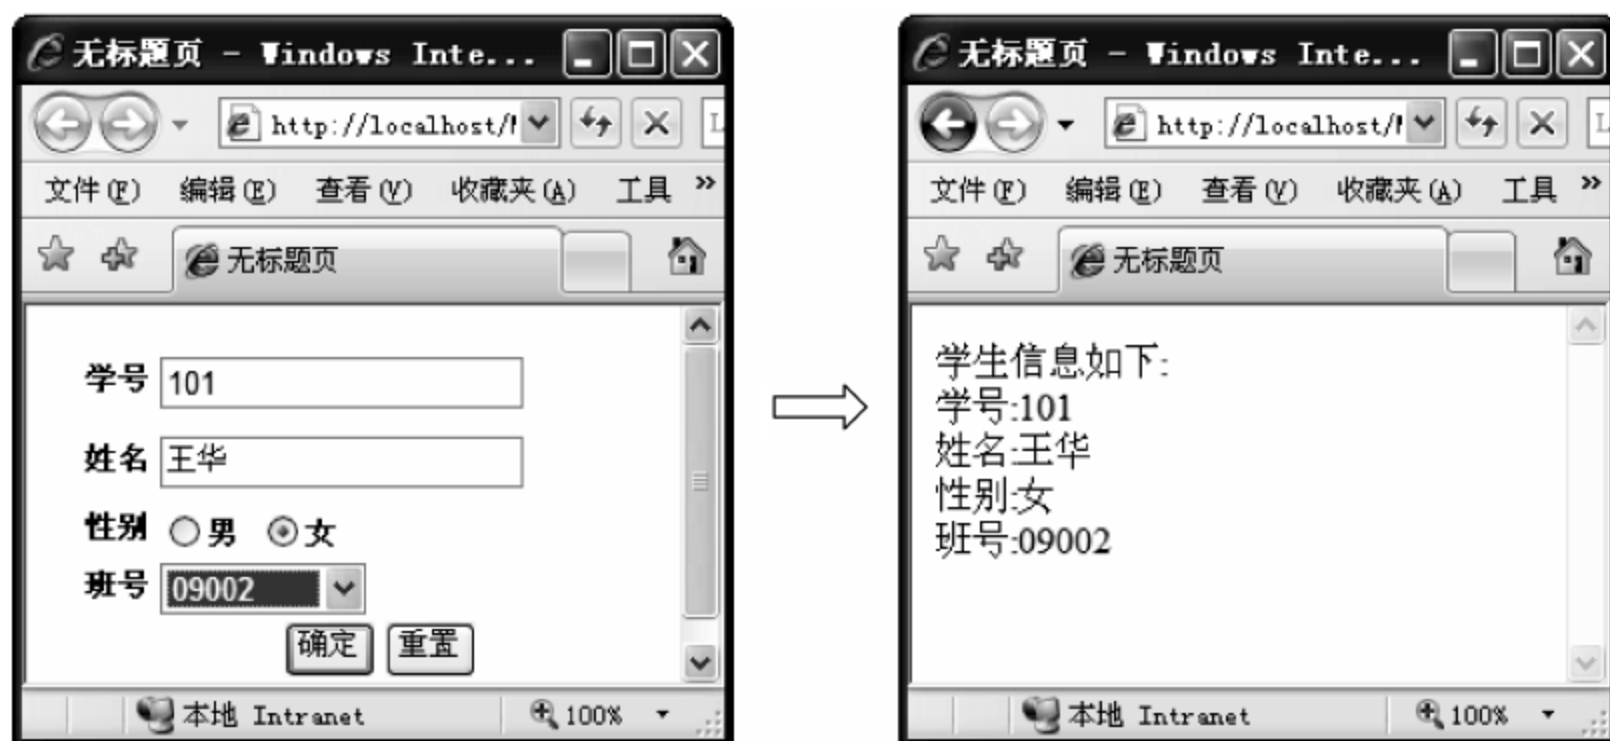 无标题页 - Windows Inte...
http://localhost/
文件(F) 编辑(E) 查看(V) 收藏夹(A) 工具 »
无标题页
学号 101
姓名 王华
性别 男 女
班号 09002
确定 重置
本地 Intranet 100%
无标题页 - Windows Inte...
http://localhost/
文件(F) 编辑(E) 查看(V) 收藏夹(A) 工具 »
无标题页
学生信息如下:
学号:101
姓名:王华
性别:女
班号:09002
本地 Intranet 100%